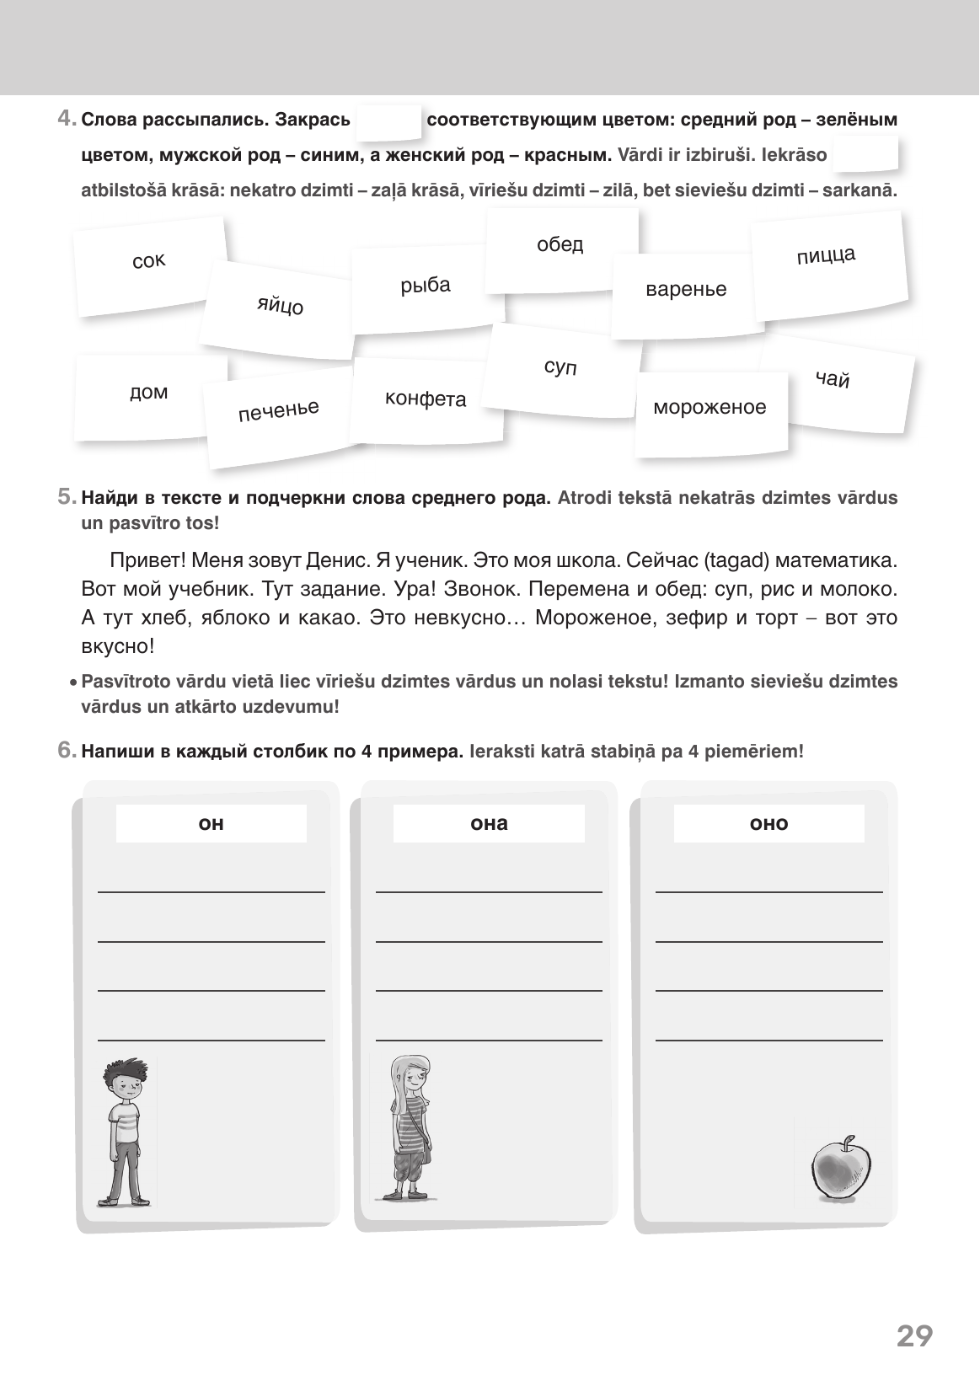 4. Слова рассыпались. Закрась соответствующим цветом: средний род – зелёным
цветом, мужской род – синим, а женский род – красным. Vārdi ir izbiruši. Iekrāso
atbilstošā krāsā: nekatro dzimti – zaļā krāsā, vīriešu dzimti – zilā, bet sieviešu dzimti – sarkanā.
сок
яйцо
рыба
обед
варенье
пицца
дом
печенье
конфета
суп
мороженое
чай
5. Найди в тексте и подчеркни слова среднего рода. Atrodi tekstā nekatrās dzimtes vārdus
un pasvītro tos!
Привет! Меня зовут Денис. Я ученик. Это моя школа. Сейчас (tagad) математика.
Вот мой учебник. Тут задание. Ура! Звонок. Перемена и обед: суп, рис и молоко.
А тут хлеб, яблоко и какао. Это невкусно... Мороженое, зефир и торт – вот это
вкусно!
• Pasvītroto vārdu vietā liec vīriešu dzimtes vārdus un nolasi tekstu! Izmanto sieviešu dzimtes
vārdus un atkārto uzdevumu!
6. Напиши в каждый столбик по 4 примера. Ieraksti katrā stabiņā pa 4 piemēriem!
он
она
оно
29